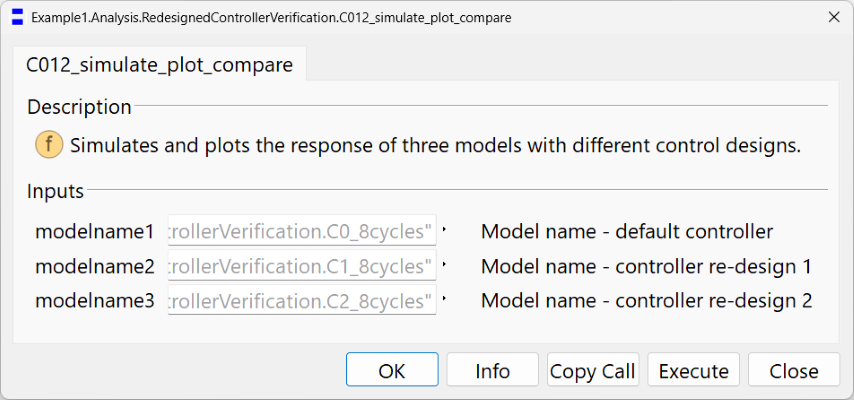 Example1.Analysis.RedesignedControllerVerification.C012_simulate_plot_compare
C012_simulate_plot_compare
Description
f Simulates and plots the response of three models with different control designs.
Inputs
modelname1 trollerVerification.C0_8cycles" Model name - default controller
modelname2 trollerVerification.C1_8cycles" Model name - controller re-design 1
modelname3 trollerVerification.C2_8cycles" Model name - controller re-design 2
OK Info Copy Call Execute Close